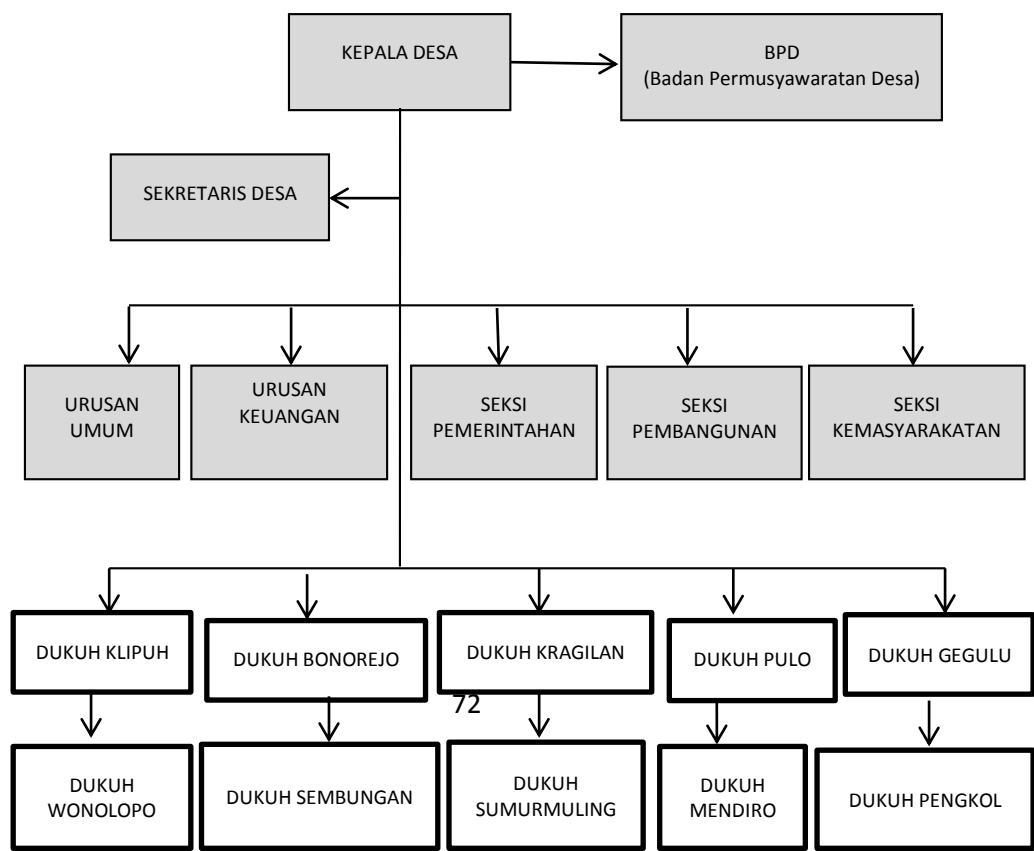 KEPALA DESA
BPD
(Badan Permusyawaratan Desa)
SEKRETARIS DESA
URUSAN
UMUM
URUSAN
KEUANGAN
SEKSI
PEMERINTAHAN
SEKSI
PEMBANGUNAN
SEKSI
KEMASYARAKATAN
DUKUH KLIPUH
DUKUH BONOREJO
DUKUH KRAGILAN
DUKUH PULO
DUKUH GEGULU
72
DUKUH
WONOLOPO
DUKUH SEMBUNGAN
DUKUH
SUMURMULING
DUKUH
MENDIRO
DUKUH PENGKOL